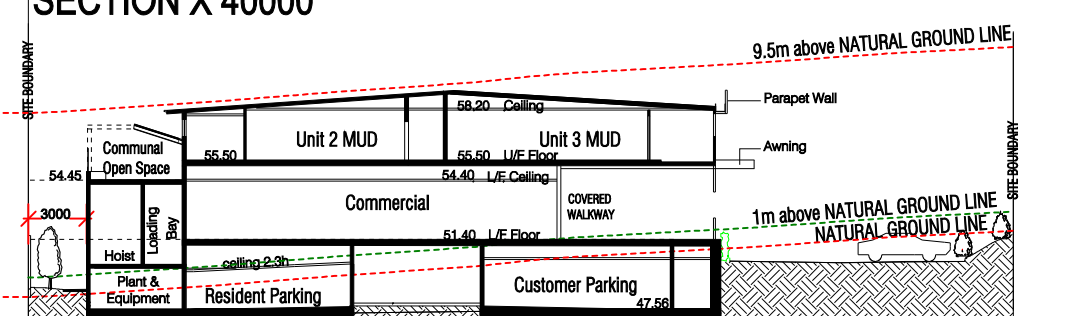 SECTION X 40000
9.5m above NATURAL GROUND LINE
SITE BOUNDARY
58.20 Ceiling
Parapet Wall
Unit 2 MUD
Unit 3 MUD
Communal
Open Space
Awning
55.50
55.50 U/F Floor
54.45
54.40 L/F Ceiling
SITE BOUNDARY
Commercial
COVERED
WALKWAY
3000
Loading
Bay
1m above NATURAL GROUND LINE
NATURAL GROUND LINE
51.40 L/F Floor
Hoist
ceiling 2.3h
Plant &
Equipment
Resident Parking
Customer Parking
47.56